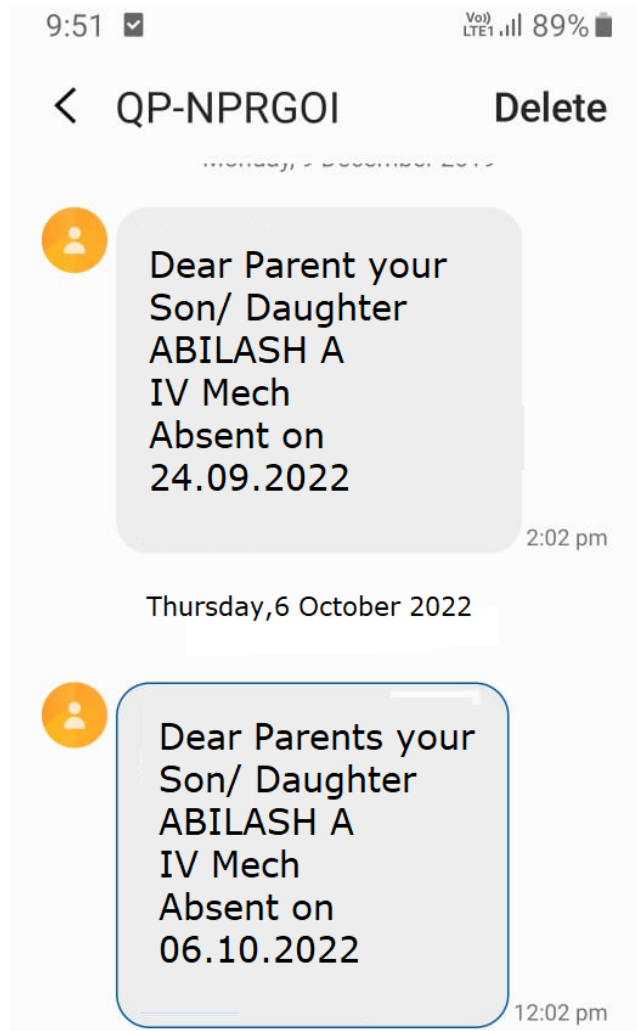 9:51 89%
QP-NPRGOI Delete
Dear Parent your
Son/ Daughter
ABILASH A
IV Mech
Absent on
24.09.2022
2:02 pm
Thursday,6 October 2022
Dear Parents your
Son/ Daughter
ABILASH A
IV Mech
Absent on
06.10.2022
12:02 pm